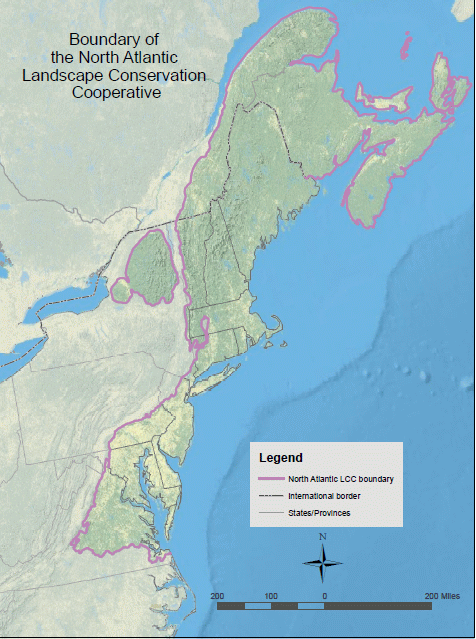 Boundary of
the North Atlantic
Landscape Conservation
Cooperative
Legend
North Atlantic LCC boundary
International border
States/Provinces
N
200 100 0 200 Miles